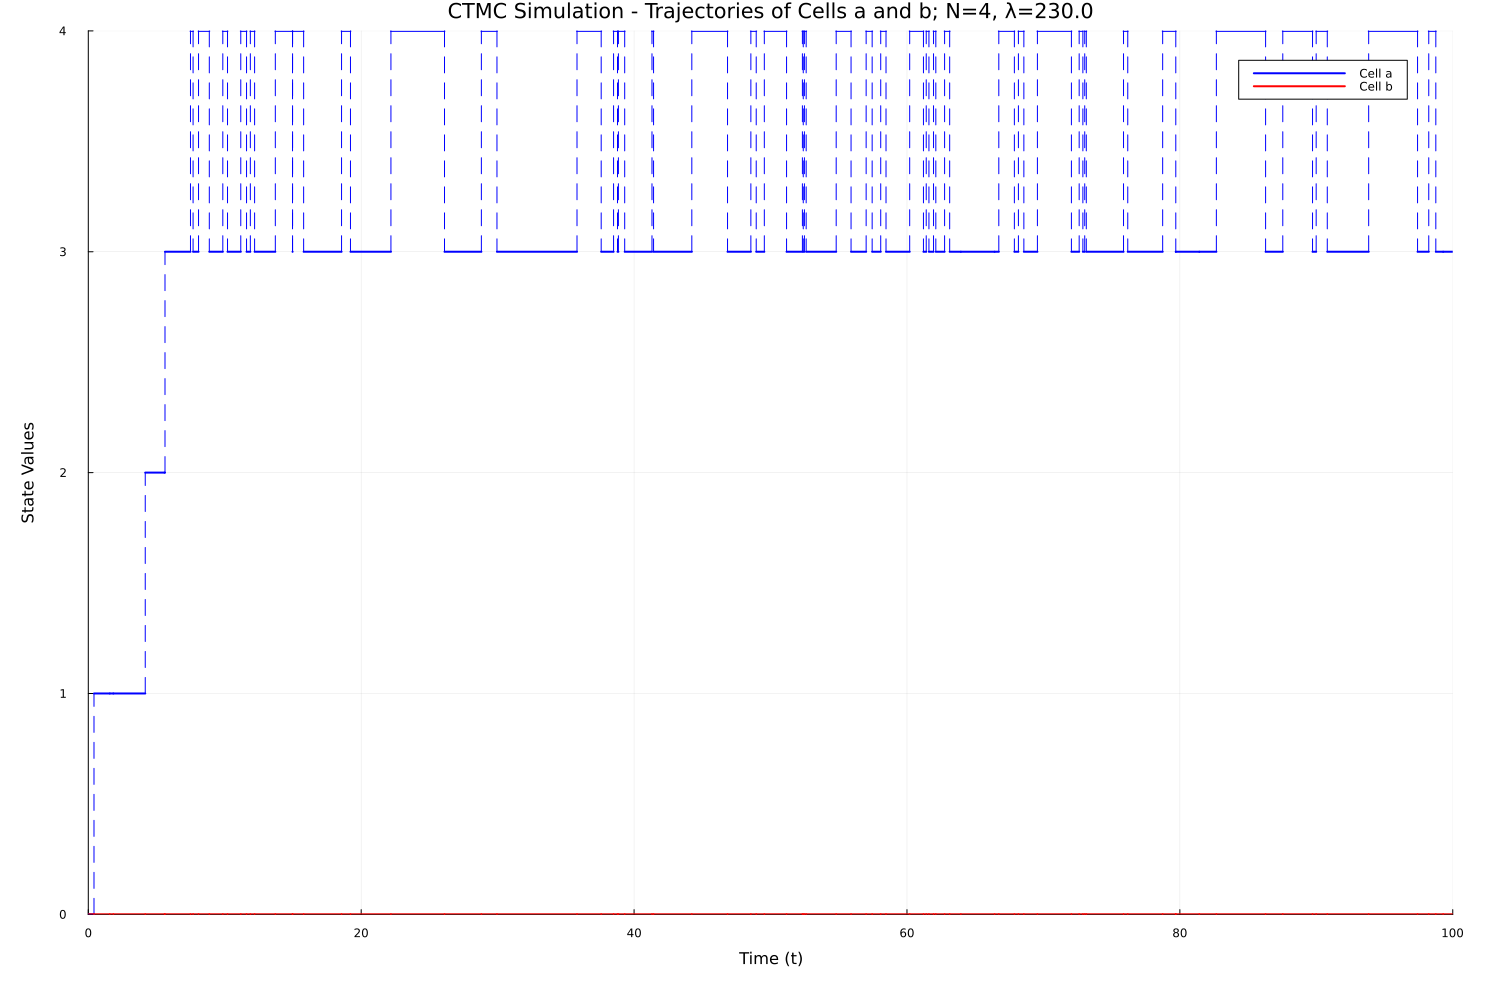 CTMC Simulation - Trajectories of Cells a and b; N=4, λ=230.0
4
Cell a
Cell b
3
State Values
2
1
0
0 20 40 60 80 100
Time (t)